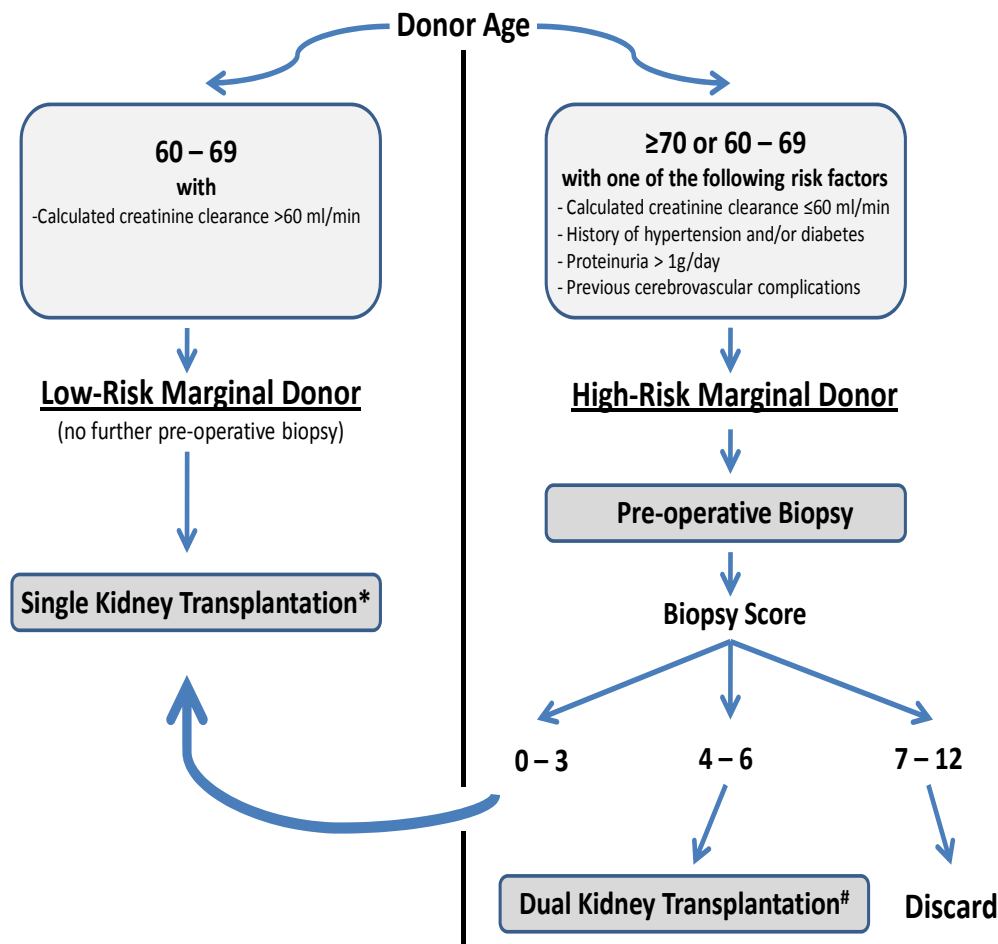 Donor Age
60 – 69
with
-Calculated creatinine clearance >60 ml/min
Low-Risk Marginal Donor
(no further pre-operative biopsy)
Single Kidney Transplantation*
≥70 or 60 – 69
with one of the following risk factors
- Calculated creatinine clearance ≤60 ml/min
- History of hypertension and/or diabetes
- Proteinuria > 1g/day
- Previous cerebrovascular complications
High-Risk Marginal Donor
Pre-operative Biopsy
Biopsy Score
0 – 3
4 – 6
7 – 12
Dual Kidney Transplantation#
Discard